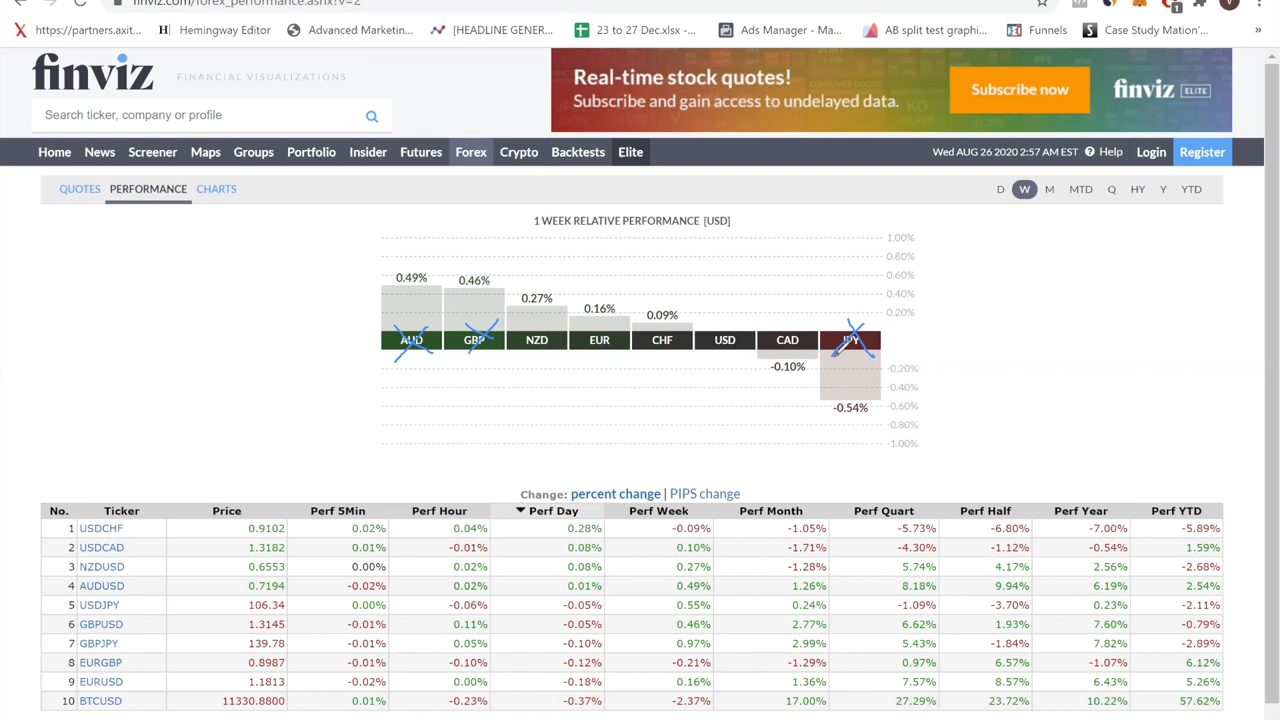 finviz.com/forex_performance.ashx?v=2
https://partners.axit... Hemingway Editor Advanced Marketin... [HEADLINE GENER... 23 to 27 Dec.xlsx -... Ads Manager - Ma... AB split test graphi... Funnels Case Study Mation'... »
finviz FINANCIAL VISUALIZATIONS
Search ticker, company or profile
Real-time stock quotes!
Subscribe and gain access to undelayed data.
Subscribe now
finviz ELITE
Home News Screener Maps Groups Portfolio Insider Futures Forex Crypto Backtests Elite Wed AUG 26 2020 2:57 AM EST Help Login Register
QUOTES PERFORMANCE CHARTS D W M MTD Q HY Y YTD
1 WEEK RELATIVE PERFORMANCE [USD]
1.00%
0.80%
0.60%
0.40%
0.20%
-0.20%
-0.40%
-0.60%
-0.80%
-1.00%
0.49% 0.46% 0.27% 0.16% 0.09%
AUD GBP NZD EUR CHF USD CAD JPY
-0.10%
-0.54%
Change: percent change | PIPS change
No. Ticker Price Perf 5Min Perf Hour Perf Day Perf Week Perf Month Perf Quart Perf Half Perf Year Perf YTD
1 USDCHF 0.9102 0.02% 0.04% 0.28% -0.09% -1.05% -5.73% -6.80% -7.00% -5.89%
2 USDCAD 1.3182 0.01% -0.01% 0.08% 0.10% -1.71% -4.30% -1.12% -0.54% 1.59%
3 NZDUSD 0.6553 0.00% 0.02% 0.08% 0.27% -1.28% 5.74% 4.17% 2.56% -2.68%
4 AUDUSD 0.7194 -0.02% 0.02% 0.01% 0.49% 1.26% 8.18% 9.94% 6.19% 2.54%
5 USDJPY 106.34 0.00% -0.06% -0.05% 0.55% 0.24% -1.09% -3.70% 0.23% -2.11%
6 GBPUSD 1.3145 -0.01% 0.11% -0.05% 0.46% 2.77% 6.62% 1.93% 7.60% -0.79%
7 GBPJPY 139.78 -0.01% 0.05% -0.10% 0.97% 2.99% 5.43% -1.84% 7.82% -2.89%
8 EURGBP 0.8987 -0.01% -0.10% -0.12% -0.21% -1.29% 0.97% 6.57% -1.07% 6.12%
9 EURUSD 1.1813 -0.02% 0.00% -0.18% 0.16% 1.36% 7.57% 8.57% 6.43% 5.26%
10 BTCUSD 11330.8800 0.01% -0.23% -0.37% -2.37% 17.00% 27.29% 23.72% 10.22% 57.62%